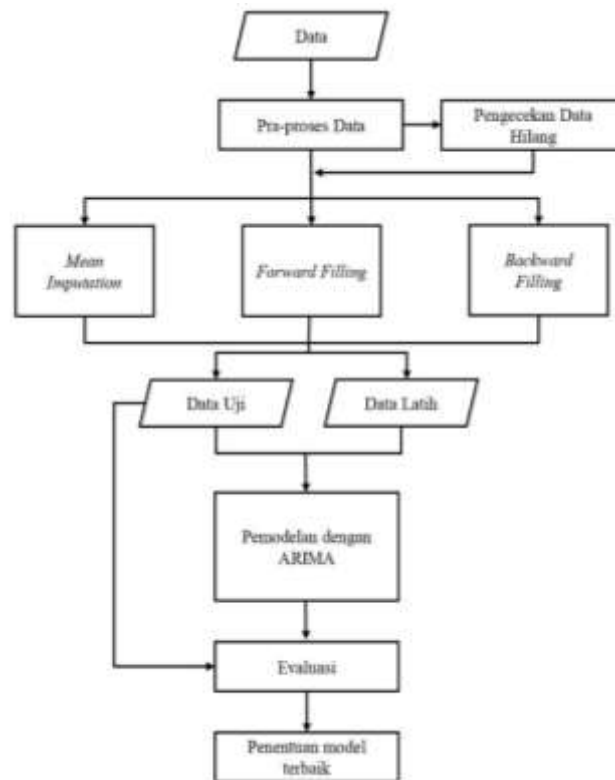 Data
Pra-proses Data
Pengecekan Data
Hilang
Mean
Imputation
Forward Filling
Backward
Filling
Data Uji
Data Latih
Pemodelan dengan
ARIMA
Evaluasi
Penentuan model
terbaik